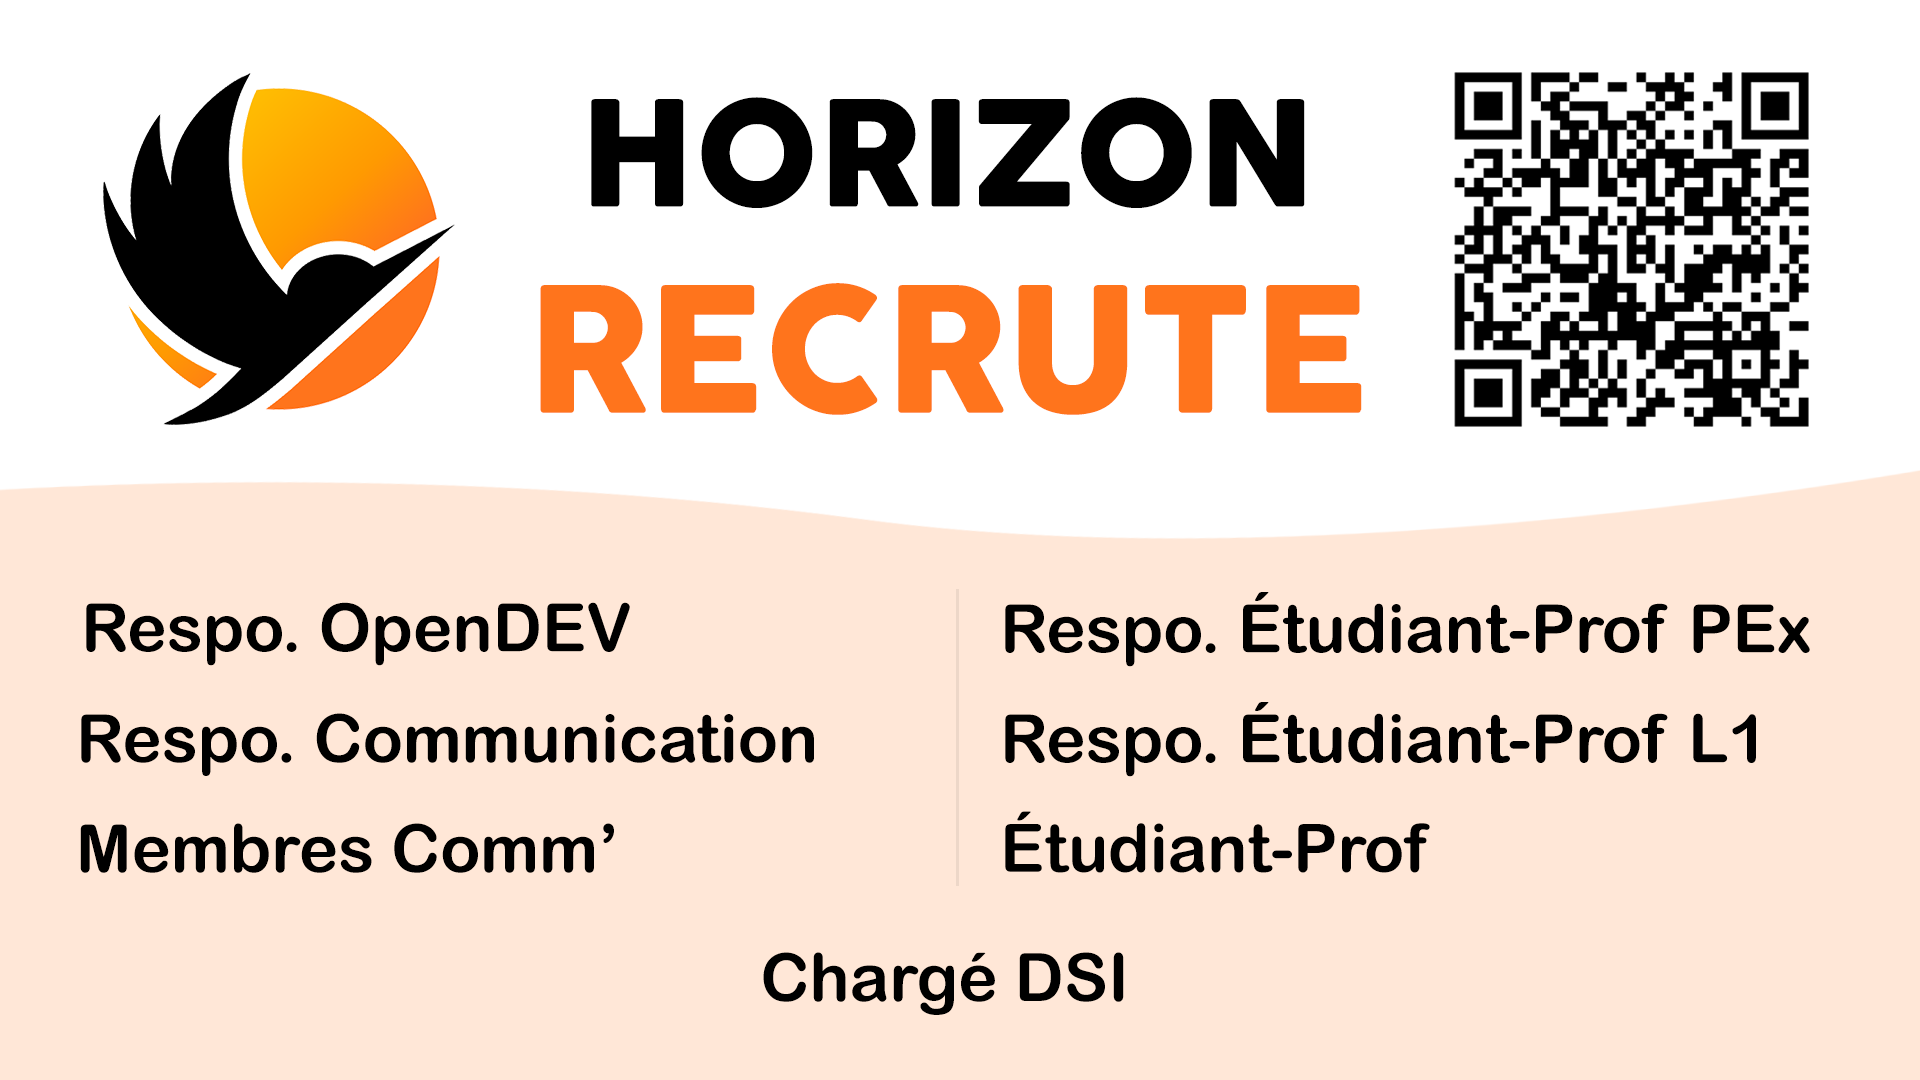 HORIZON
RECRUTE
Respo. OpenDEV
Respo. Communication
Membres Comm’
Respo. Étudiant-Prof PEx
Respo. Étudiant-Prof L1
Étudiant-Prof
Chargé DSI